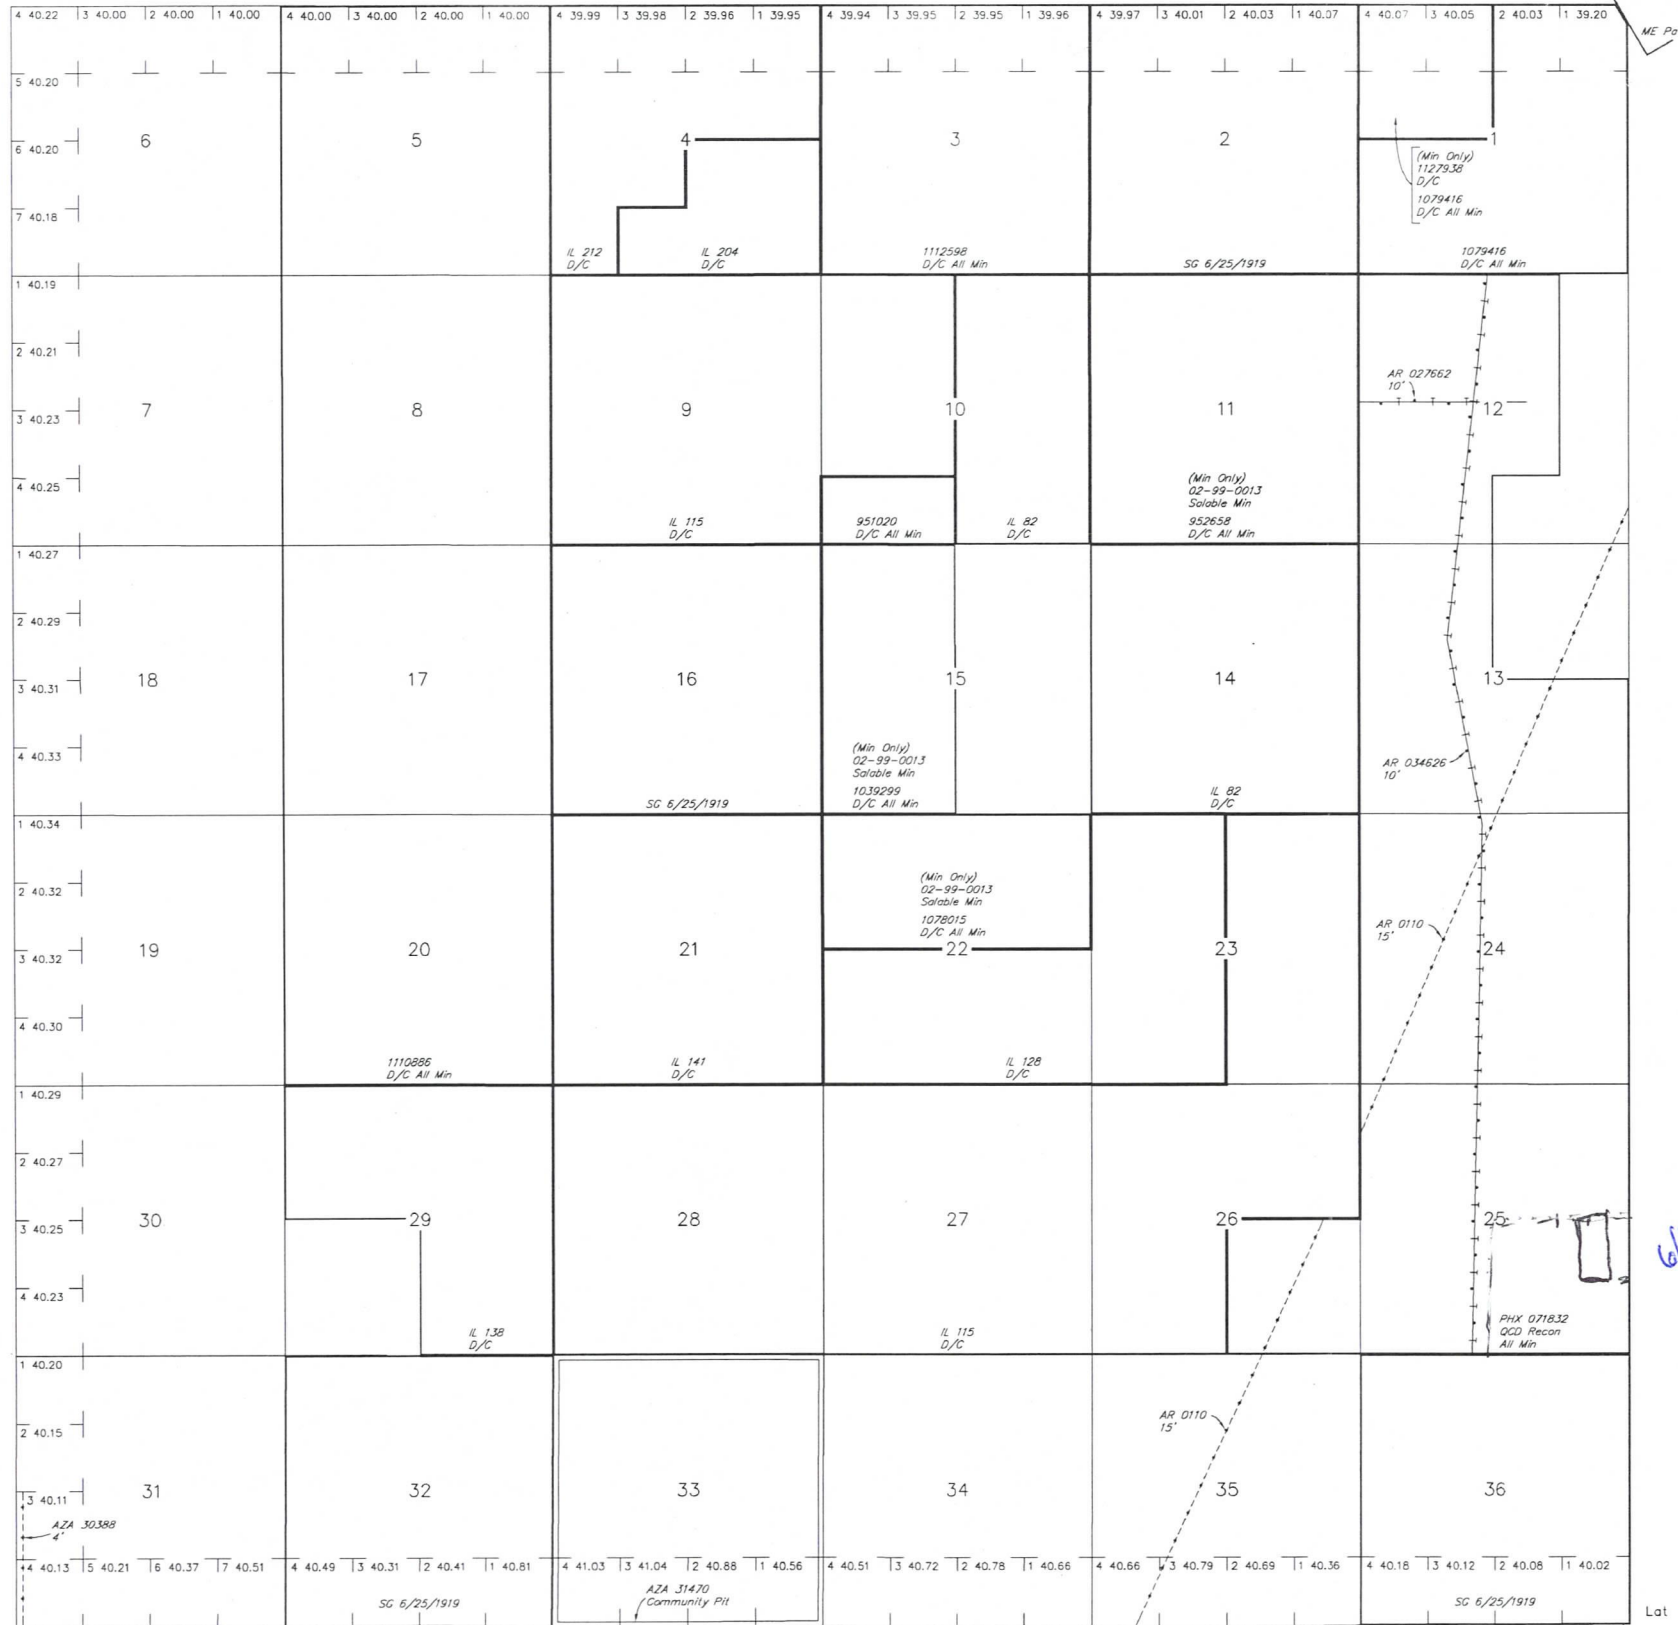 4 40.22 3 40.00 2 40.00 1 40.00 4 40.00 3 40.00 2 40.00 1 40.00 4 39.99 3 39.98 2 39.96 1 39.95 4 39.94 3 39.95 2 39.95 1 39.96 4 39.97 3 40.01 2 40.03 1 40.07 4 40.07 3 40.05 2 40.03 1 39.20
5 40.20
6 40.20
7 40.18
6
5
4
3
2
1
(Min Only)
1127938
D/C
1079416
D/C All Min
IL 212
D/C
IL 204
D/C
1112598
D/C All Min
SG 6/25/1919
1079416
D/C All Min
1 40.19
2 40.21
3 40.23
4 40.25
7
8
9
10
11
12
AR 027662
10'
IL 115
D/C
951020
D/C All Min
IL 82
D/C
(Min Only)
02-99-0013
Salable Min
952658
D/C All Min
1 40.27
2 40.29
3 40.31
4 40.33
18
17
16
15
14
13
SG 6/25/1919
(Min Only)
02-99-0013
Salable Min
1039299
D/C All Min
IL 82
D/C
AR 034626
10'
1 40.34
2 40.32
3 40.32
4 40.30
19
20
21
(Min Only)
02-99-0013
Salable Min
1078015
D/C All Min
22
23
24
AR 0110
15'
1110886
D/C All Min
IL 141
D/C
IL 128
D/C
1 40.29
2 40.27
3 40.25
4 40.23
30
29
28
27
26
25
IL 138
D/C
IL 115
D/C
PHX 071832
QCD Recon
All Min
1 40.20
2 40.15
3 40.11
31
32
33
34
35
36
AR 0110
15'
AZA 30388
4'
4 40.13 5 40.21 6 40.37 7 40.51 4 40.49 3 40.31 2 40.41 1 40.81 4 41.03 3 41.04 2 40.88 1 40.56 4 40.51 3 40.72 2 40.78 1 40.66 4 40.66 3 40.79 2 40.69 1 40.36 4 40.18 3 40.12 2 40.08 1 40.02
SG 6/25/1919
AZA 31470
Community Pit
SG 6/25/1919
Lat